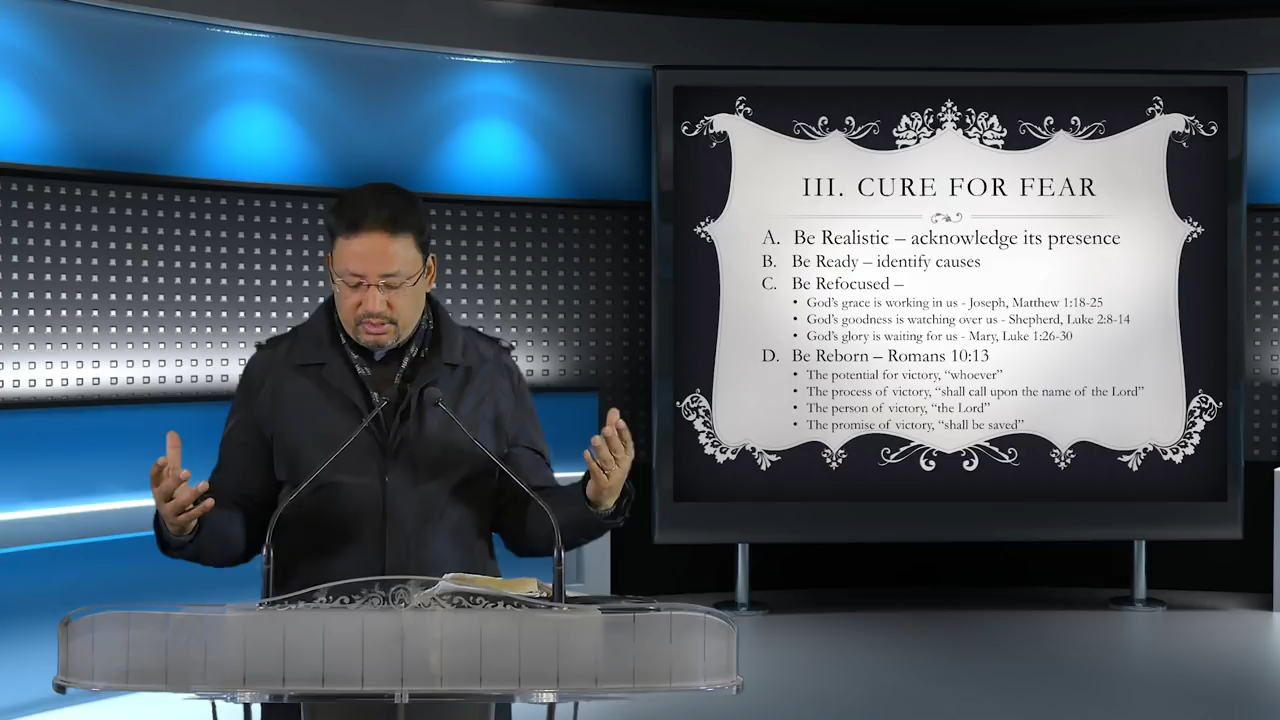 III. CURE FOR FEAR
A. Be Realistic – acknowledge its presence
B. Be Ready – identify causes
C. Be Refocused –
• God's grace is working in us - Joseph, Matthew 1:18-25
• God's goodness is watching over us - Shepherd, Luke 2:8-14
• God's glory is waiting for us - Mary, Luke 1:26-30
D. Be Reborn – Romans 10:13
• The potential for victory, “whoever”
• The process of victory, “shall call upon the name of the Lord”
• The person of victory, “the Lord”
• The promise of victory, “shall be saved”